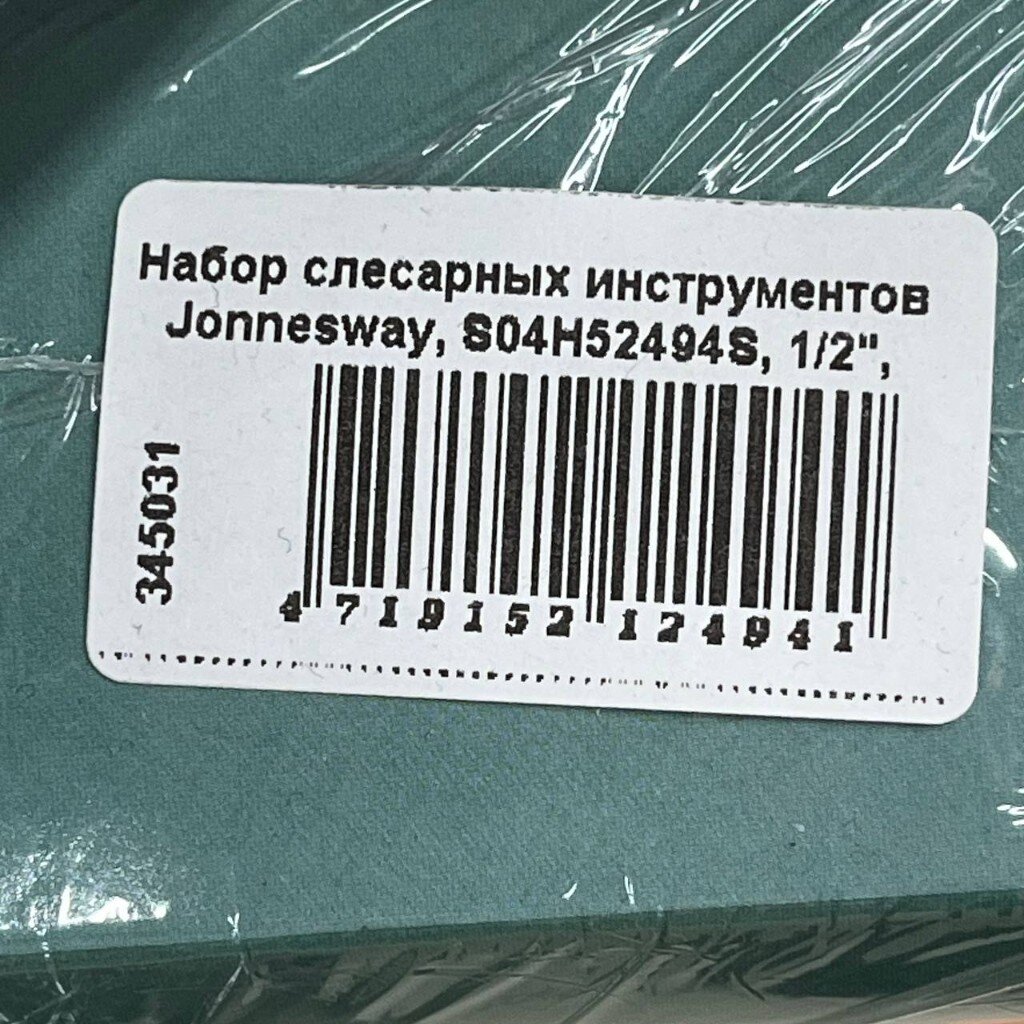 Набор слесарных инструментов
Jonnesway, S04H52494S, 1/2",
345031
4 719152 124941